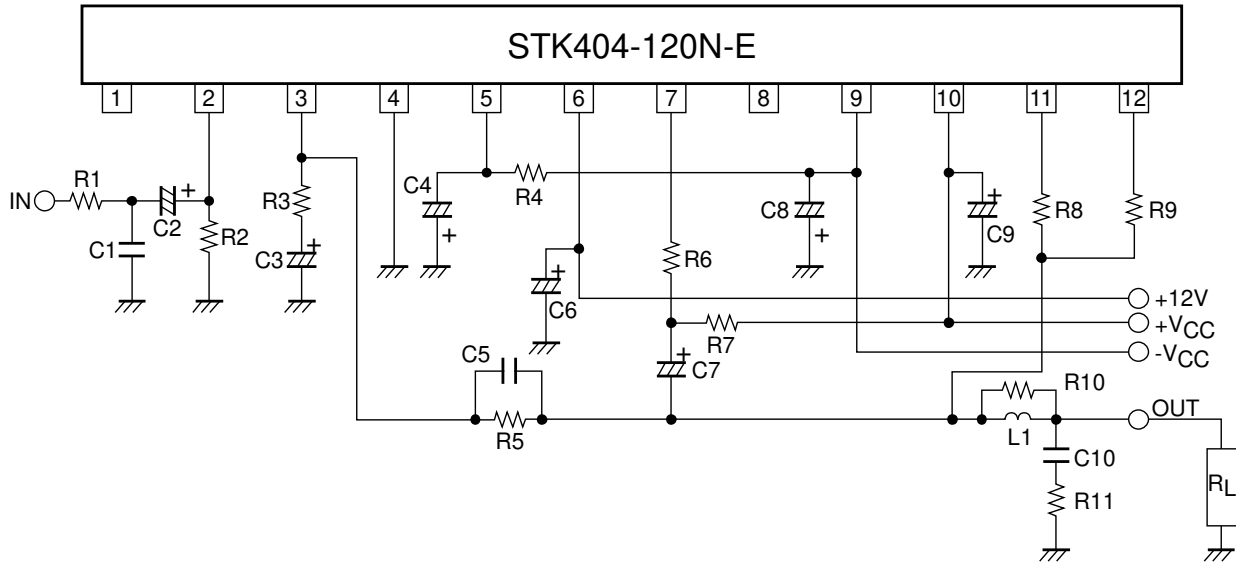 STK404-120N-E
1 2 3 4 5 6 7 8 9 10 11 12
IN
R1
C1
C2
+
R2
R3
C3
+
C4
+
R4
C6
+
R6
R7
C7
+
C5
R5
C8
+
C9
+
R8
R9
+12V
+VCC
-VCC
R10
L1
OUT
C10
R11
RL